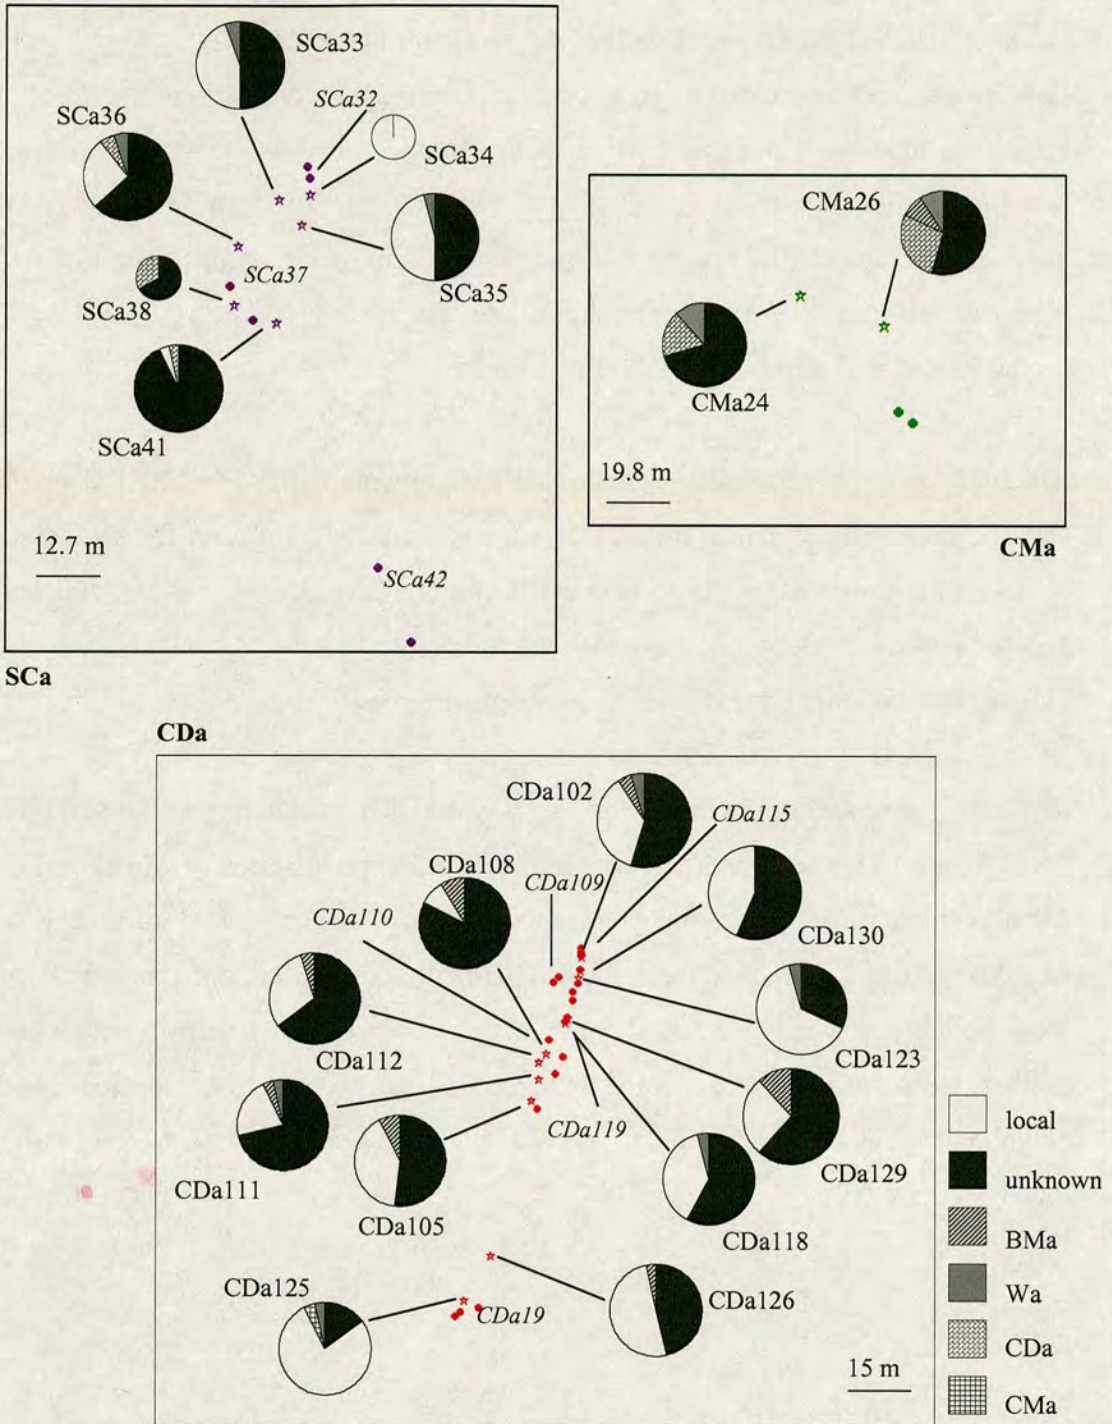 SCa33
SCa32
SCa36
SCa34
SCa37
SCa35
SCa38
SCa41
12.7 m
SCa42
SCa
CMa26
CMa24
19.8 m
CMa
CDa
CDa102
CDa115
CDa108
CDa109
CDa110
CDa130
CDa112
CDa123
CDa119
CDa111
CDa129
CDa105
CDa118
CDa125
CDa126
CDa19
15 m
local
unknown
BMa
Wa
CDa
CMa